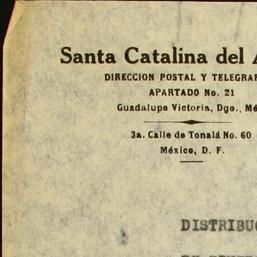 Santa Catalina del
DIRECCION POSTAL Y TELEGRAF
APARTADO No. 21
Guadalupe Victoria, Dgo., Mé
3a. Calle de Tonalá No. 60
México, D. F.
DISTRIBU